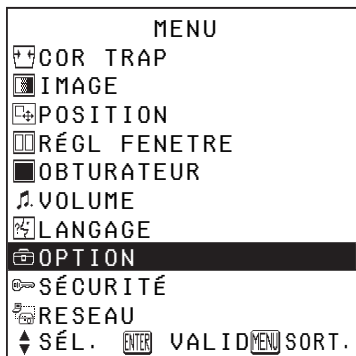 MENU
COR TRAP
IMAGE
POSITION
RÉGL FENETRE
OBTURATEUR
VOLUME
LANGAGE
OPTION
SÉCURITÉ
RESEAU
SÉL. ENTER VALID MENU SORT.